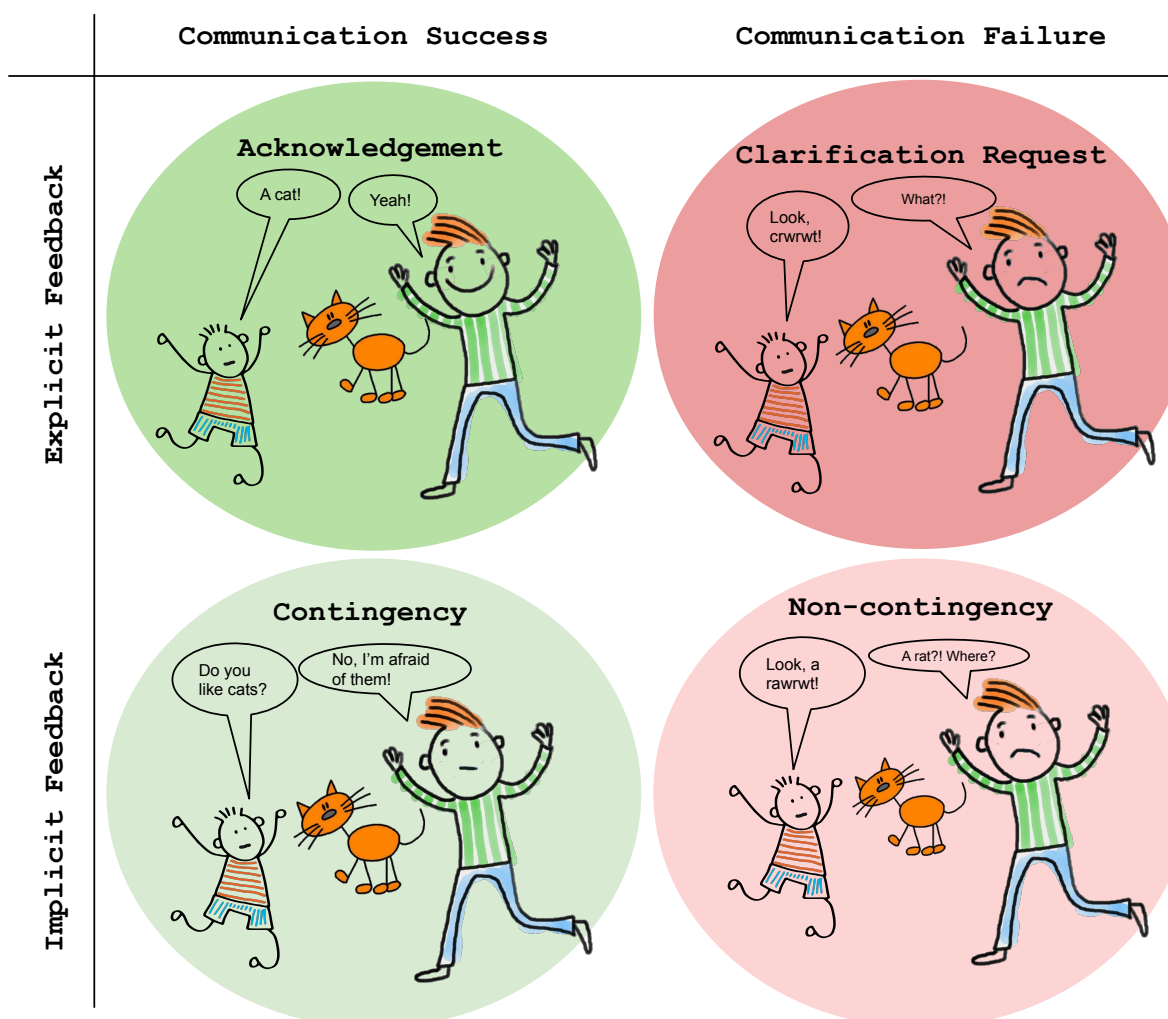 Communication Success
Communication Failure
Explicit Feedback
Acknowledgement
A cat!
Yeah!
Clarification Request
Look,
crwrwt!
What?!
Implicit Feedback
Contingency
Do you
like cats?
No, I'm afraid
of them!
Non-contingency
Look, a
rawrwt!
A rat?! Where?